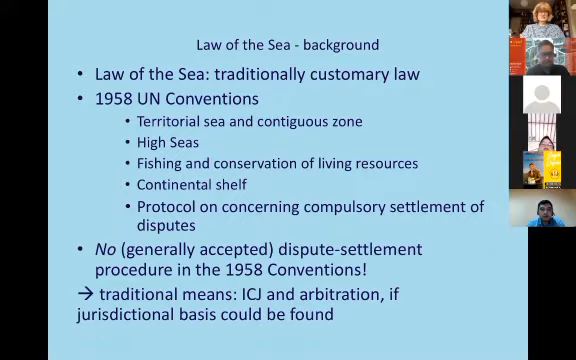 Law of the Sea - background
• Law of the Sea: traditionally customary law
• 1958 UN Conventions
• Territorial sea and contiguous zone
• High Seas
• Fishing and conservation of living resources
• Continental shelf
• Protocol on concerning compulsory settlement of
disputes
• No (generally accepted) dispute-settlement
procedure in the 1958 Conventions!
→ traditional means: ICJ and arbitration, if
jurisdictional basis could be found